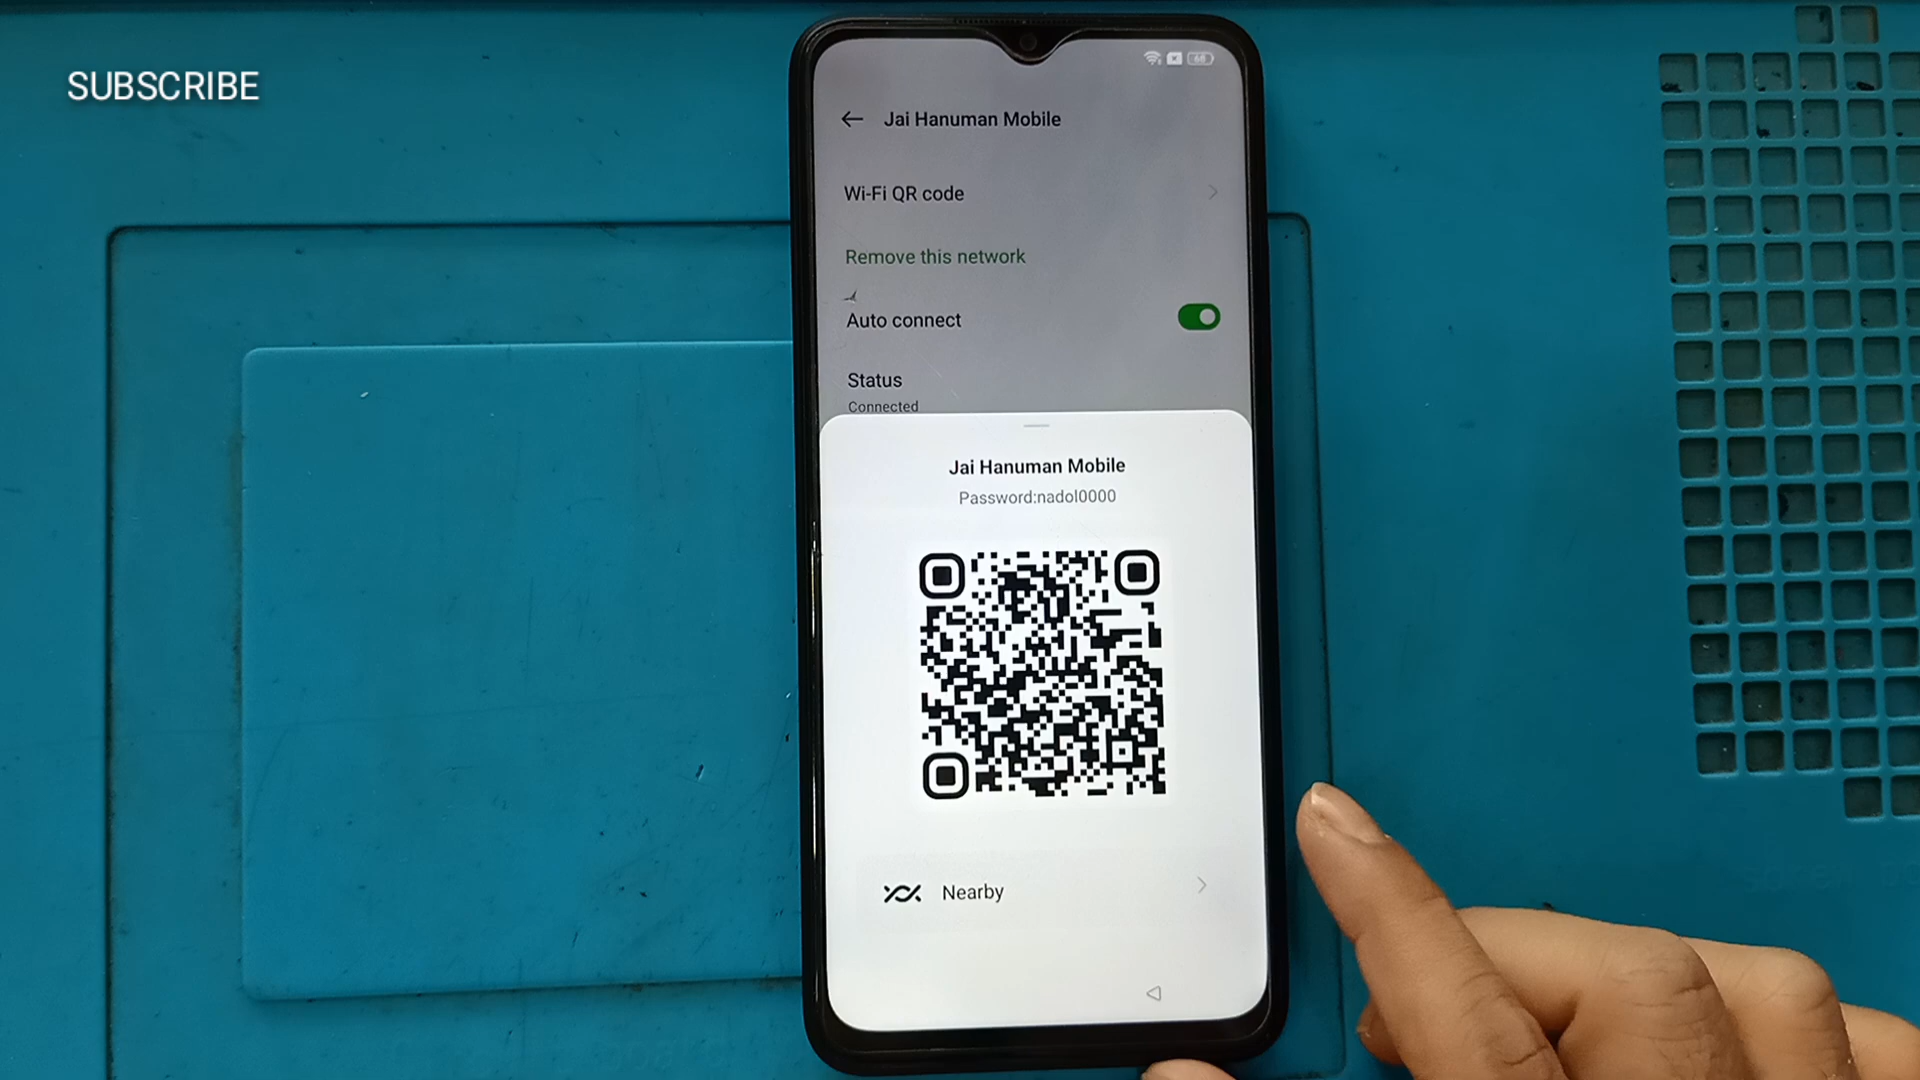 SUBSCRIBE
68
Jai Hanuman Mobile
Wi-Fi QR code
Remove this network
Auto connect
Status
Connected
Jai Hanuman Mobile
Password:nadol0000
Nearby